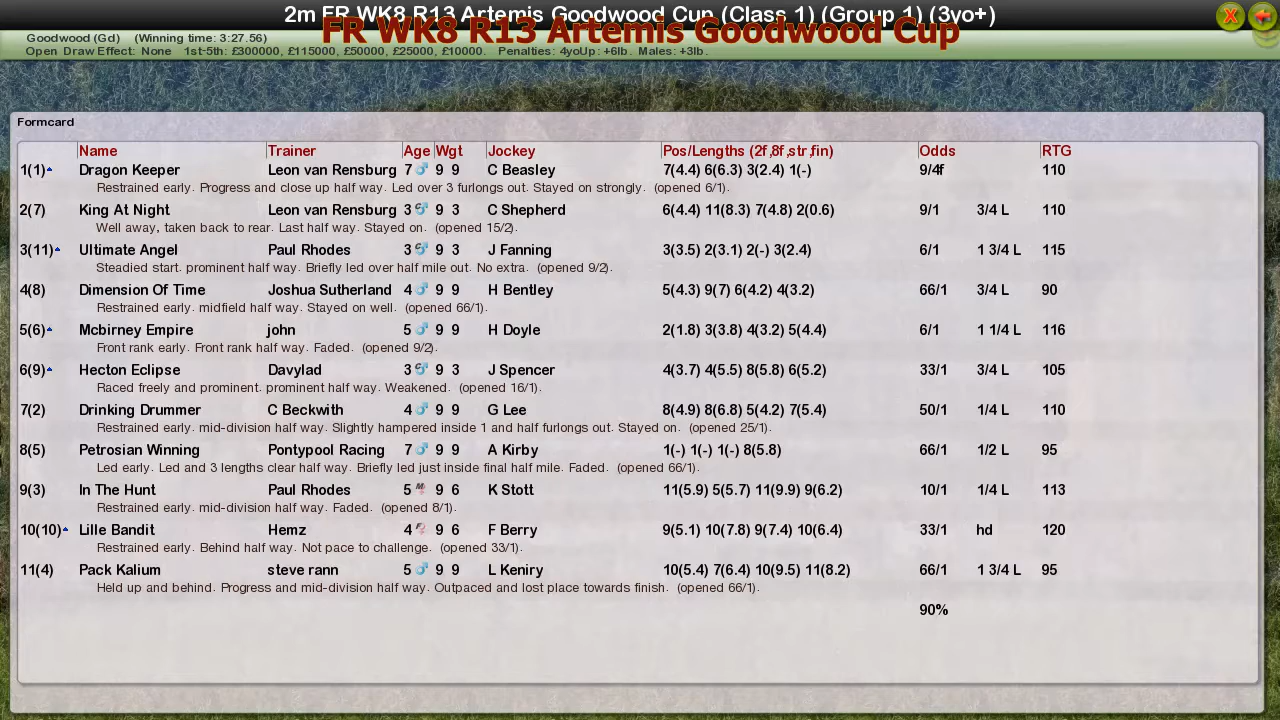 2m FR WK8 R13 Artemis Goodwood Cup (Class 1) (Group 1) (3yo+)
FR WK8 R13 Artemis Goodwood Cup
Goodwood (Gd) (Winning time: 3:27.56)
Open Draw Effect: None 1st-5th: £300000, £115000, £50000, £25000, £10000. Penalties: 4yoUp: +6lb. Males: +3lb.
Formcard
Name Trainer Age Wgt Jockey Pos/Lengths (2f,8f,str,fin) Odds RTG
1(1) Dragon Keeper Leon van Rensburg 7 9 9 C Beasley 7(4.4) 6(6.3) 3(2.4) 1(-) 9/4f 110
Restrained early. Progress and close up half way. Led over 3 furlongs out. Stayed on strongly. (opened 6/1).
2(7) King At Night Leon van Rensburg 3 9 3 C Shepherd 6(4.4) 11(8.3) 7(4.8) 2(0.6) 9/1 3/4 L 110
Well away, taken back to rear. Last half way. Stayed on. (opened 15/2).
3(11) Ultimate Angel Paul Rhodes 3 9 3 J Fanning 3(3.5) 2(3.1) 2(-) 3(2.4) 6/1 1 3/4 L 115
Steadied start. prominent half way. Briefly led over half mile out. No extra. (opened 9/2).
4(8) Dimension Of Time Joshua Sutherland 4 9 9 H Bentley 5(4.3) 9(7) 6(4.2) 4(3.2) 66/1 3/4 L 90
Restrained early. midfield half way. Stayed on well. (opened 66/1).
5(6) Mcbirney Empire john 5 9 9 H Doyle 2(1.8) 3(3.8) 4(3.2) 5(4.4) 6/1 1 1/4 L 116
Front rank early. Front rank half way. Faded. (opened 9/2).
6(9) Hecton Eclipse Davylad 3 9 3 J Spencer 4(3.7) 4(5.5) 8(5.8) 6(5.2) 33/1 3/4 L 105
Raced freely and prominent. prominent half way. Weakened. (opened 16/1).
7(2) Drinking Drummer C Beckwith 4 9 9 G Lee 8(4.9) 8(6.8) 5(4.2) 7(5.4) 50/1 1/4 L 110
Restrained early. mid-division half way. Slightly hampered inside 1 and half furlongs out. Stayed on. (opened 25/1).
8(5) Petrosian Winning Pontypool Racing 7 9 9 A Kirby 1(-) 1(-) 1(-) 8(5.8) 66/1 1/2 L 95
Led early. Led and 3 lengths clear half way. Briefly led just inside final half mile. Faded. (opened 66/1).
9(3) In The Hunt Paul Rhodes 5 9 6 K Stott 11(5.9) 5(5.7) 11(9.9) 9(6.2) 10/1 1/4 L 113
Restrained early. mid-division half way. Faded. (opened 8/1).
10(10) Lille Bandit Hemz 4 9 6 F Berry 9(5.1) 10(7.8) 9(7.4) 10(6.4) 33/1 hd 120
Restrained early. Behind half way. Not pace to challenge. (opened 33/1).
11(4) Pack Kalium steve rann 5 9 9 L Keniry 10(5.4) 7(6.4) 10(9.5) 11(8.2) 66/1 1 3/4 L 95
Held up and behind. Progress and mid-division half way. Outpaced and lost place towards finish. (opened 66/1).
90%